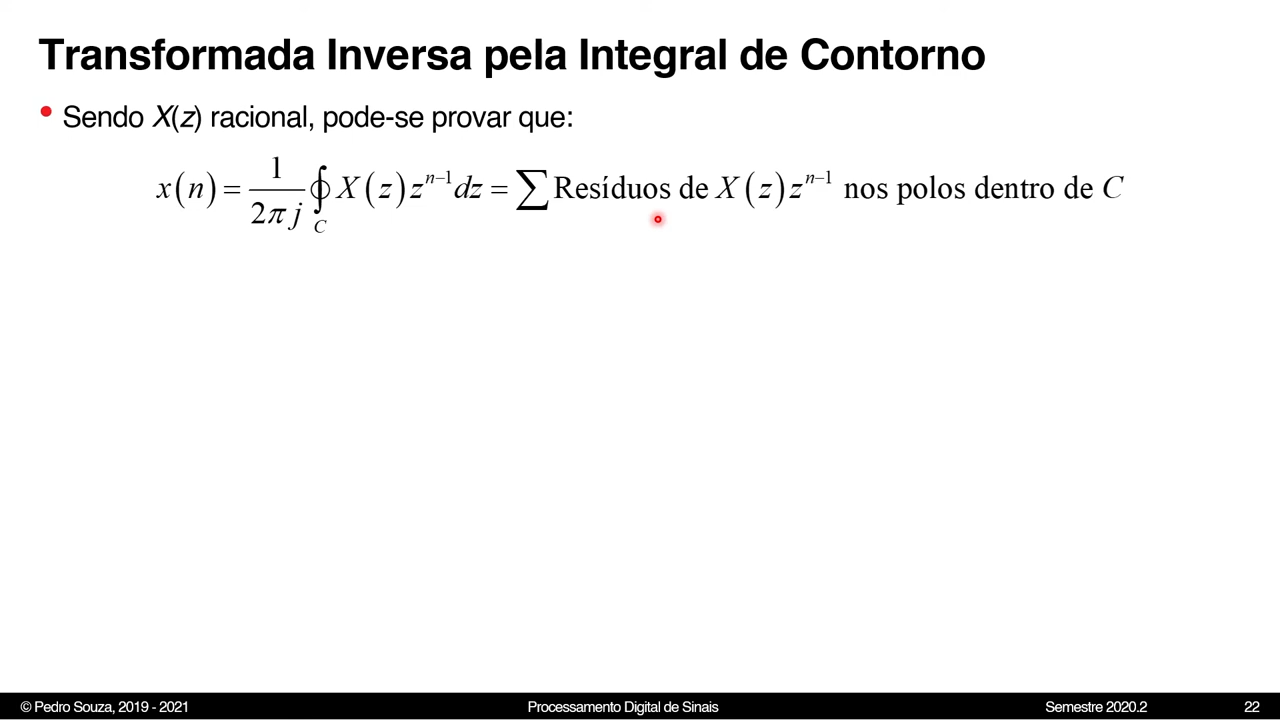 Transformada Inversa pela Integral de Contorno
• Sendo X(z) racional, pode-se provar que:
x(n) = \frac{1}{2πj} ∮_C X(z) z^{n–1} dz = ∑ Resíduos de X(z) z^{n–1} nos polos dentro de C
© Pedro Souza, 2019 - 2021 Processamento Digital de Sinais Semestre 2020.2 22